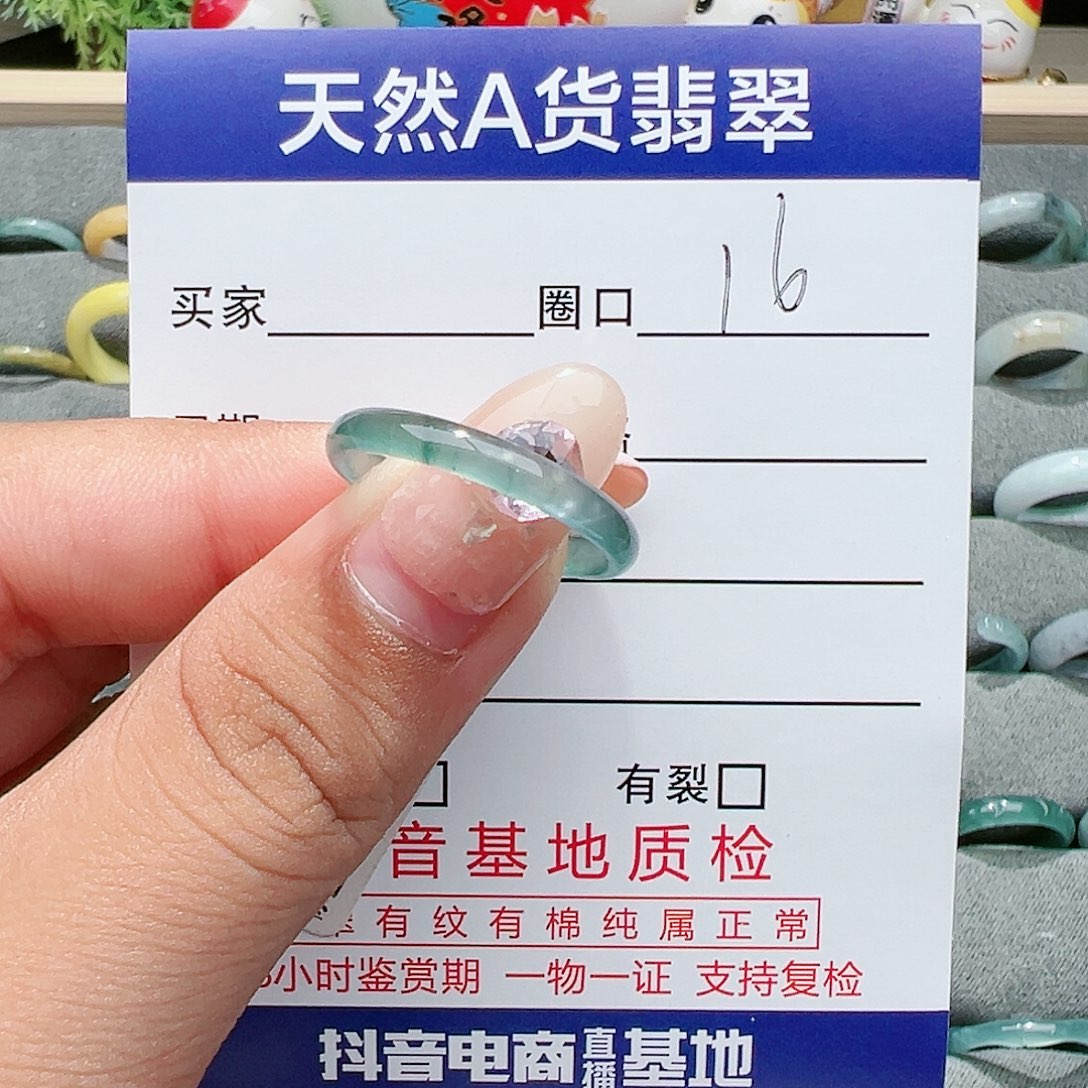 天然A货翡翠
买家 圈口 16
有裂
音基地质检
有纹有棉纯属正常
小时鉴赏期 一物一证 支持复检
抖音电商直播基地